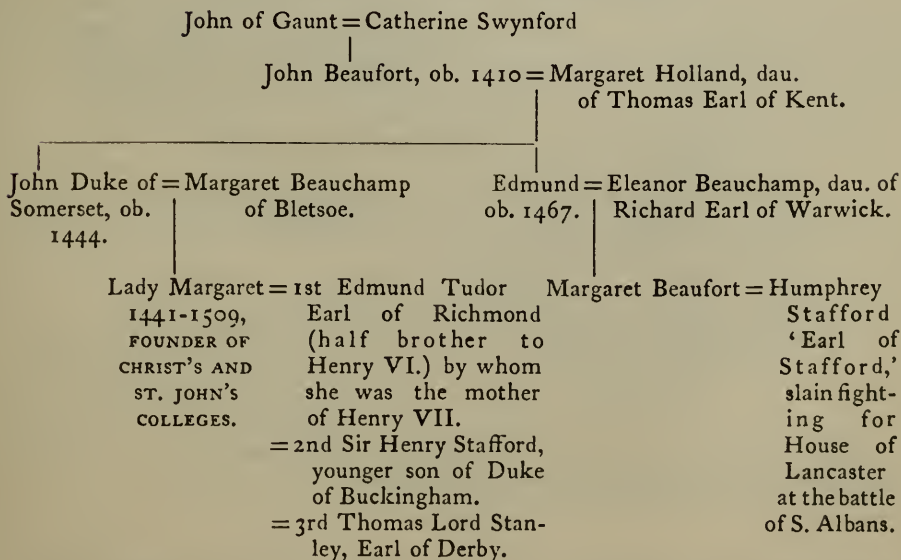 John of Gaunt = Catherine Swynford
John Beaufort, ob. 1410 = Margaret Holland, dau.
of Thomas Earl of Kent.
John Duke of = Margaret Beauchamp
Somerset, ob. of Bletsoe.
1444.
Edmund = Eleanor Beauchamp, dau. of
ob. 1467. Richard Earl of Warwick.
Lady Margaret = 1st Edmund Tudor
1441-1509, Earl of Richmond
FOUNDER OF (half brother to
CHRIST'S AND Henry VI.) by whom
ST. JOHN'S she was the mother
COLLEGES. of Henry VII.
= 2nd Sir Henry Stafford,
younger son of Duke
of Buckingham.
= 3rd Thomas Lord Stan-
ley, Earl of Derby.
Margaret Beaufort = Humphrey
Stafford
'Earl of
Stafford,'
slain fight-
ing for
House of
Lancaster
at the battle
of S. Albans.